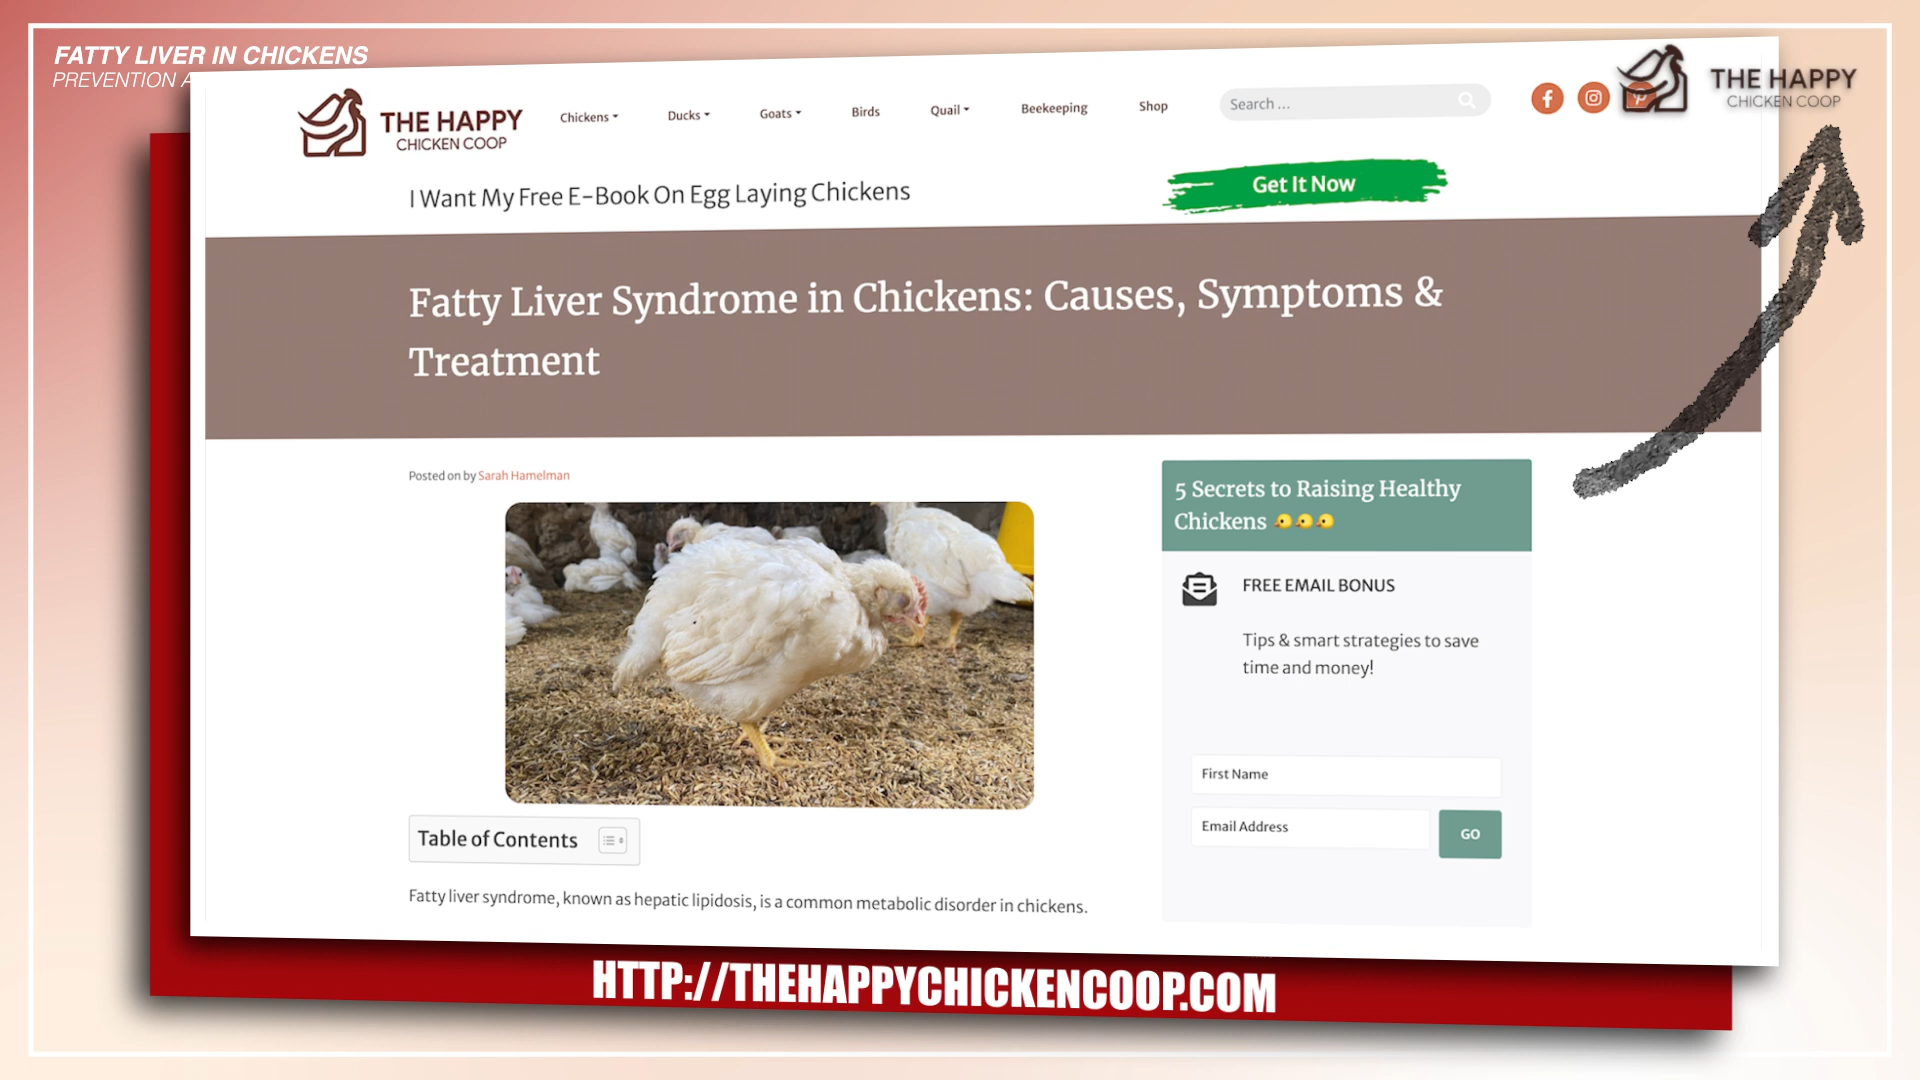 FATTY LIVER IN CHICKENS
PREVENTION A
THE HAPPY
CHICKEN COOP
Chickens
Ducks
Goats
Birds
Quail
Beekeeping
Shop
Search ...
THE HAPPY
CHICKEN COOP
I Want My Free E-Book On Egg Laying Chickens
Get It Now
Fatty Liver Syndrome in Chickens: Causes, Symptoms &
Treatment
Posted on by Sarah Hamelman
5 Secrets to Raising Healthy
Chickens 🐤🐤🐤
FREE EMAIL BONUS
Tips & smart strategies to save
time and money!
First Name
Email Address
GO
Table of Contents
Fatty liver syndrome, known as hepatic lipidosis, is a common metabolic disorder in chickens.
HTTP://THEHAPPYCHICKENCOOP.COM